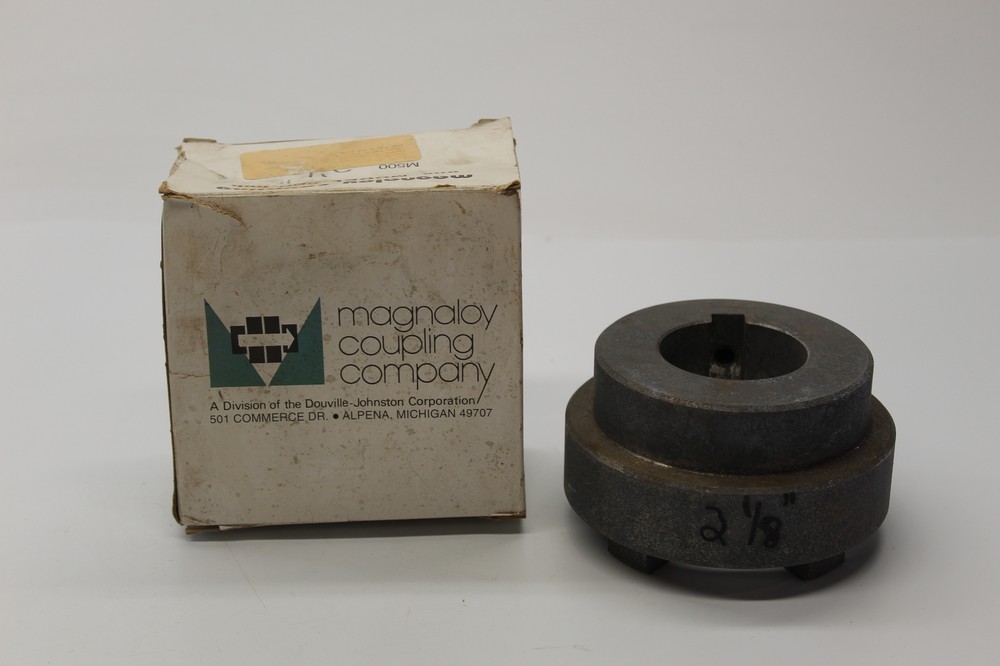 M500
magnaloy
coupling
company
A Division of the Douville-Johnston Corporation
501 COMMERCE DR. ● ALPENA, MICHIGAN 49707
2 1/8"